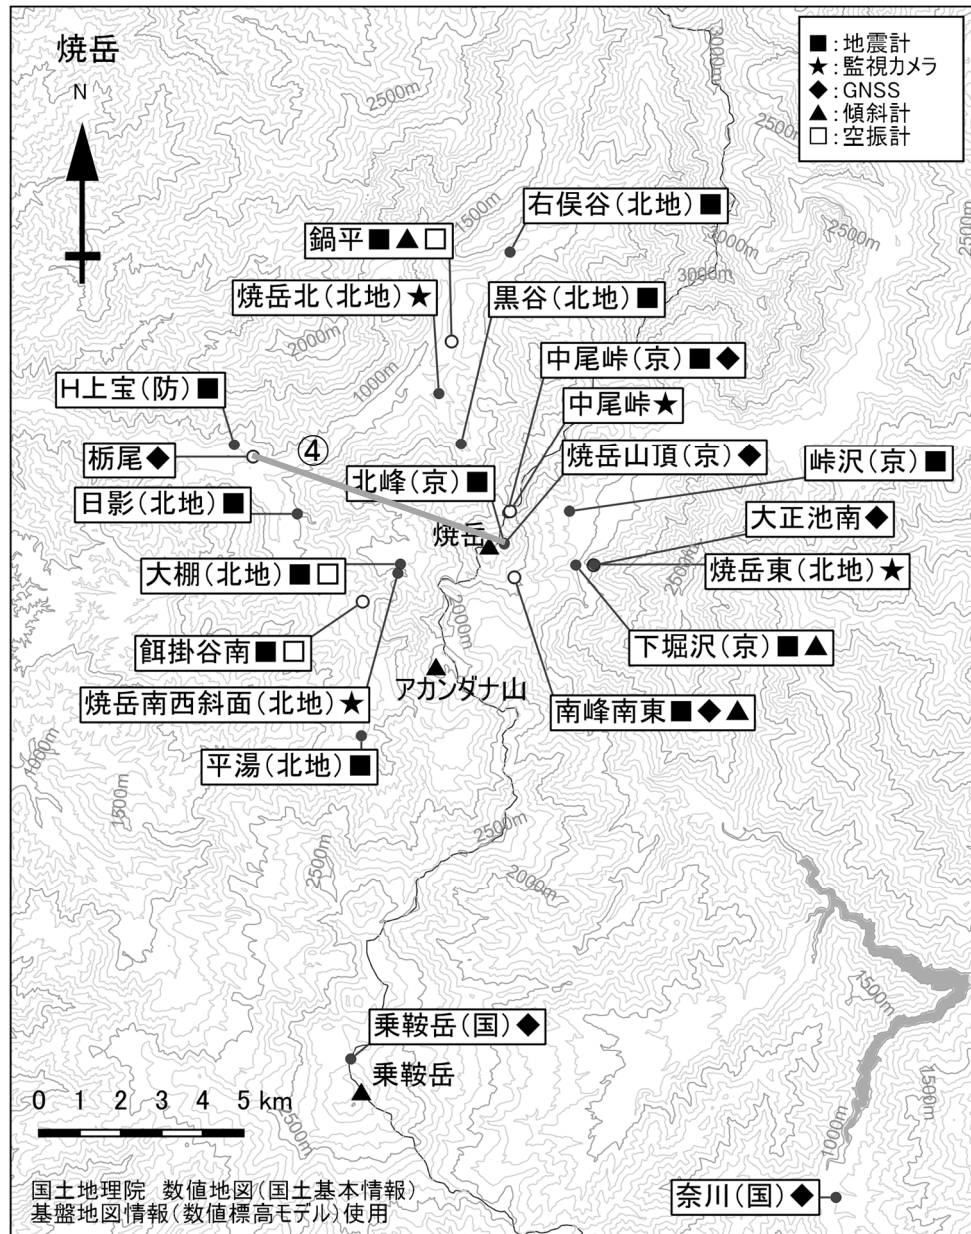 焼岳
N
■:地震計
★:監視カメラ
◆:GNSS
▲:傾斜計
□:空振計
3000m
2500m
2500m
2500m
右俣谷(北地)■
1500m
鍋平■▲□
3000m
2500m
3000m
焼岳北(北地)★
黒谷(北地)■
2000m
中尾峠(京)■◆
1000m
H上宝(防)■
中尾峠★
栃尾◆
④
焼岳山頂(京)◆
峠沢(京)■
北峰(京)■
日影(北地)■
大正池南◆
焼岳
大棚(北地)■□
2500m
焼岳東(北地)★
2000m
餌掛谷南■□
下堀沢(京)■▲
アカンダナ山
焼岳南西斜面(北地)★
南峰南東■◆▲
1000m
平湯(北地)■
1500m
2500m
2500m
2000m
1500m
乗鞍岳(国)◆
乗鞍岳
0 1 2 3 4 5 km
2500m
1500m
1000m
国土地理院 数値地図(国土基本情報)
基盤地図情報(数値標高モデル)使用
奈川(国)◆